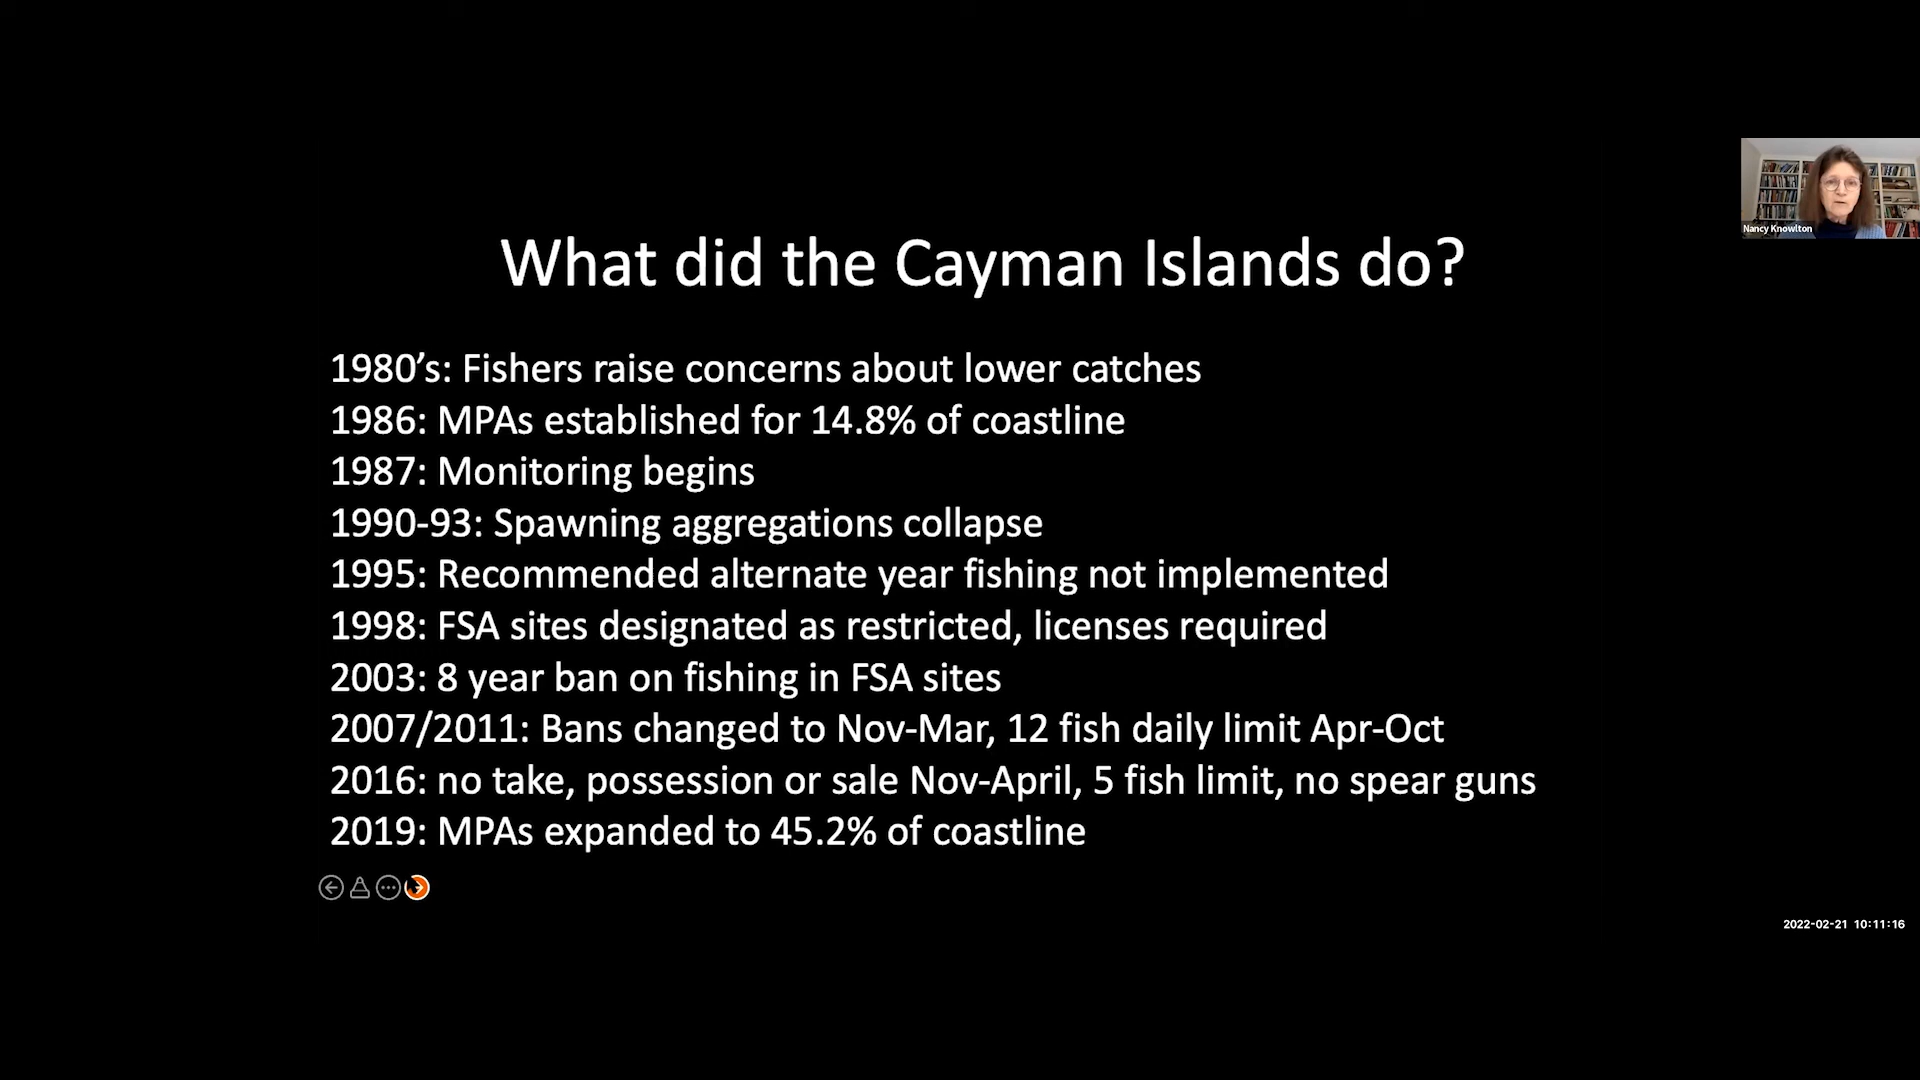 What did the Cayman Islands do?
1980’s: Fishers raise concerns about lower catches
1986: MPAs established for 14.8% of coastline
1987: Monitoring begins
1990-93: Spawning aggregations collapse
1995: Recommended alternate year fishing not implemented
1998: FSA sites designated as restricted, licenses required
2003: 8 year ban on fishing in FSA sites
2007/2011: Bans changed to Nov-Mar, 12 fish daily limit Apr-Oct
2016: no take, possession or sale Nov-April, 5 fish limit, no spear guns
2019: MPAs expanded to 45.2% of coastline
Nancy Knowlton
2022-02-21 10:11:16